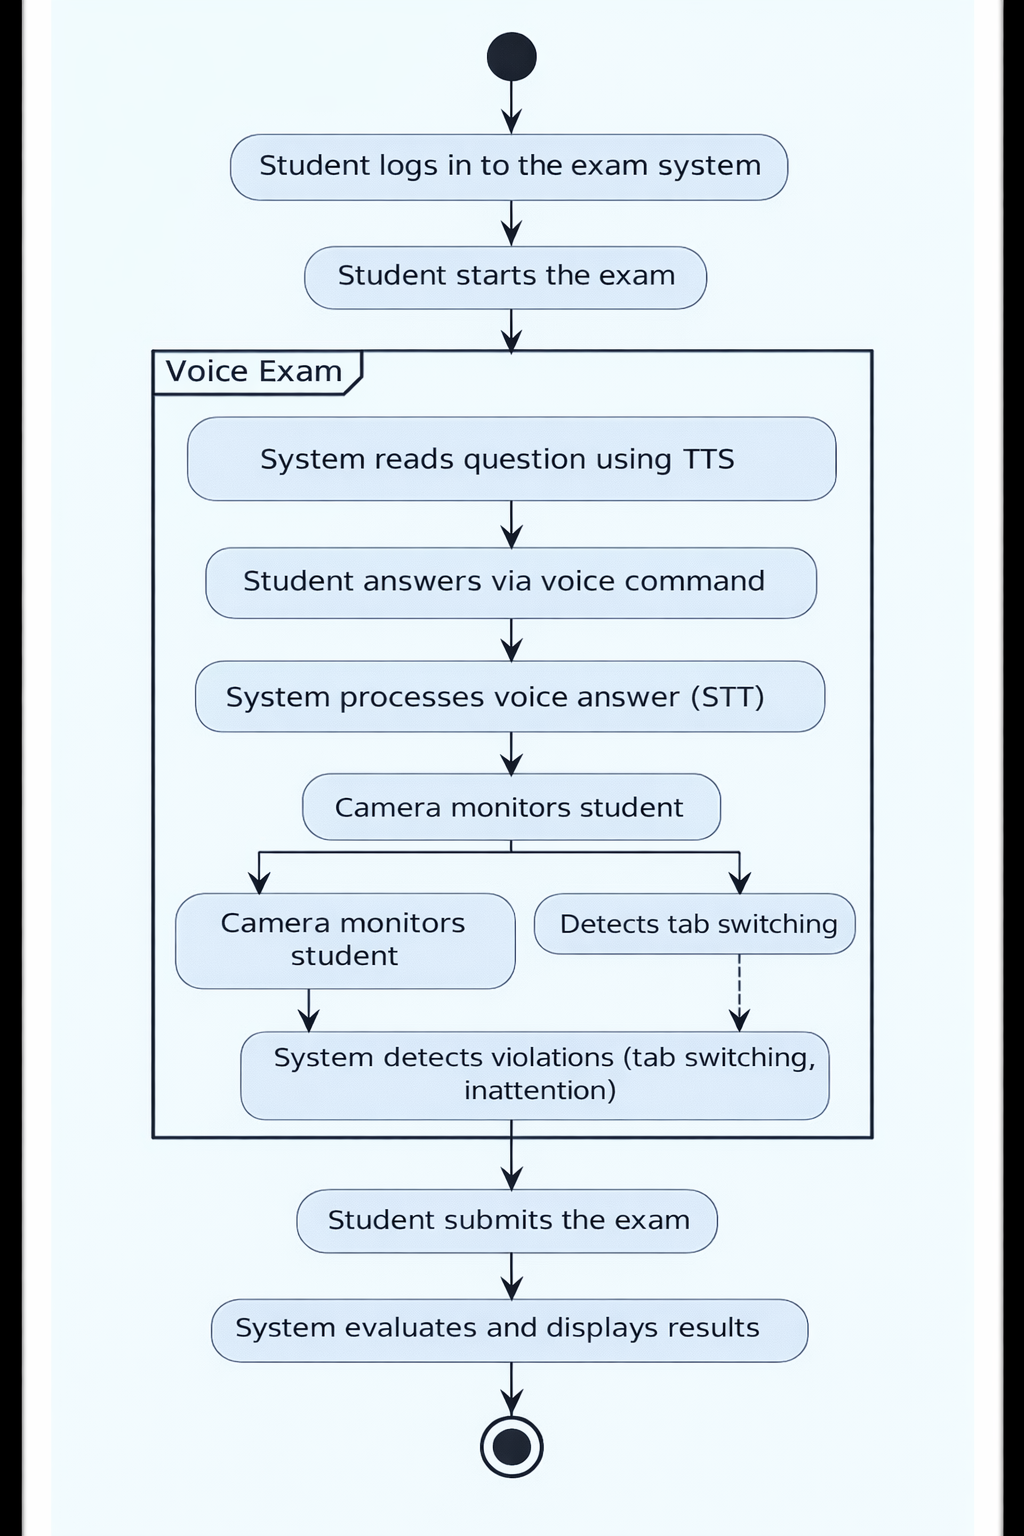 Student logs in to the exam system
Student starts the exam
Voice Exam
System reads question using TTS
Student answers via voice command
System processes voice answer (STT)
Camera monitors student
Camera monitors
student
Detects tab switching
System detects violations (tab switching,
inattention)
Student submits the exam
System evaluates and displays results